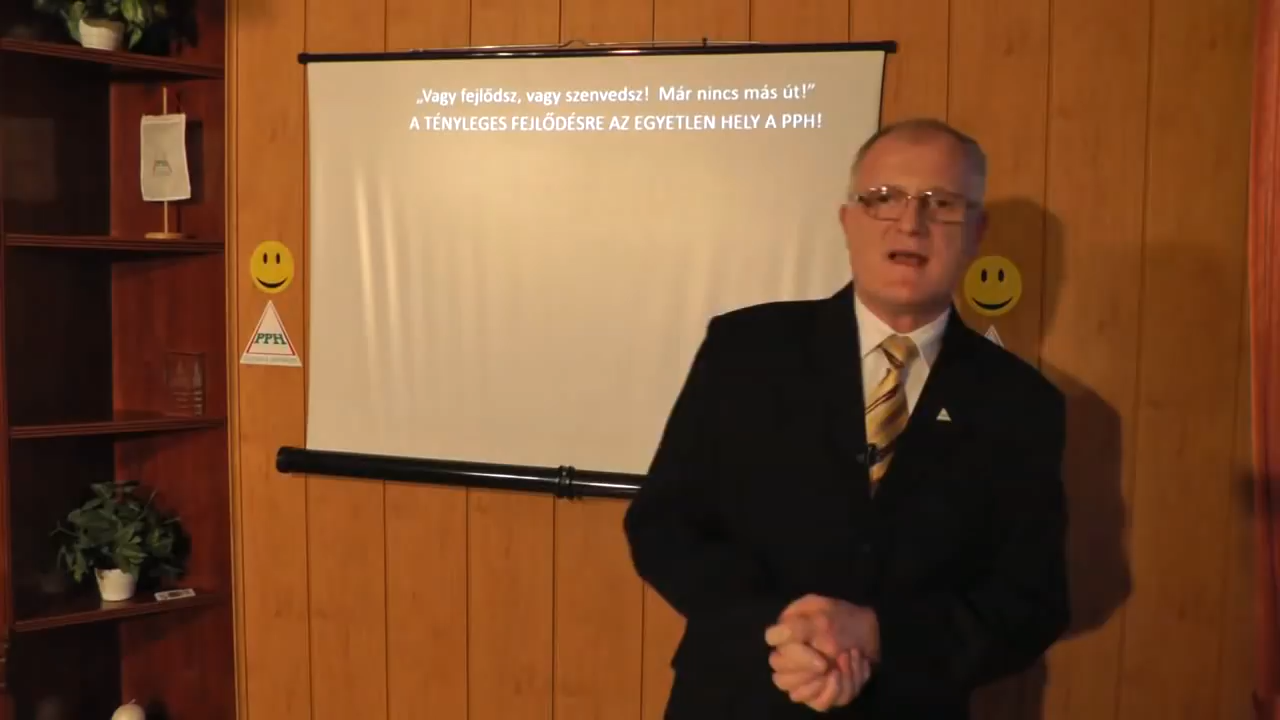 „Vagy fejlődsz, vagy szenvedsz!  Már nincs más út!”
A TÉNYLEGES FEJLŐDÉSRE AZ EGYETLEN HELY A PPH!
PPH